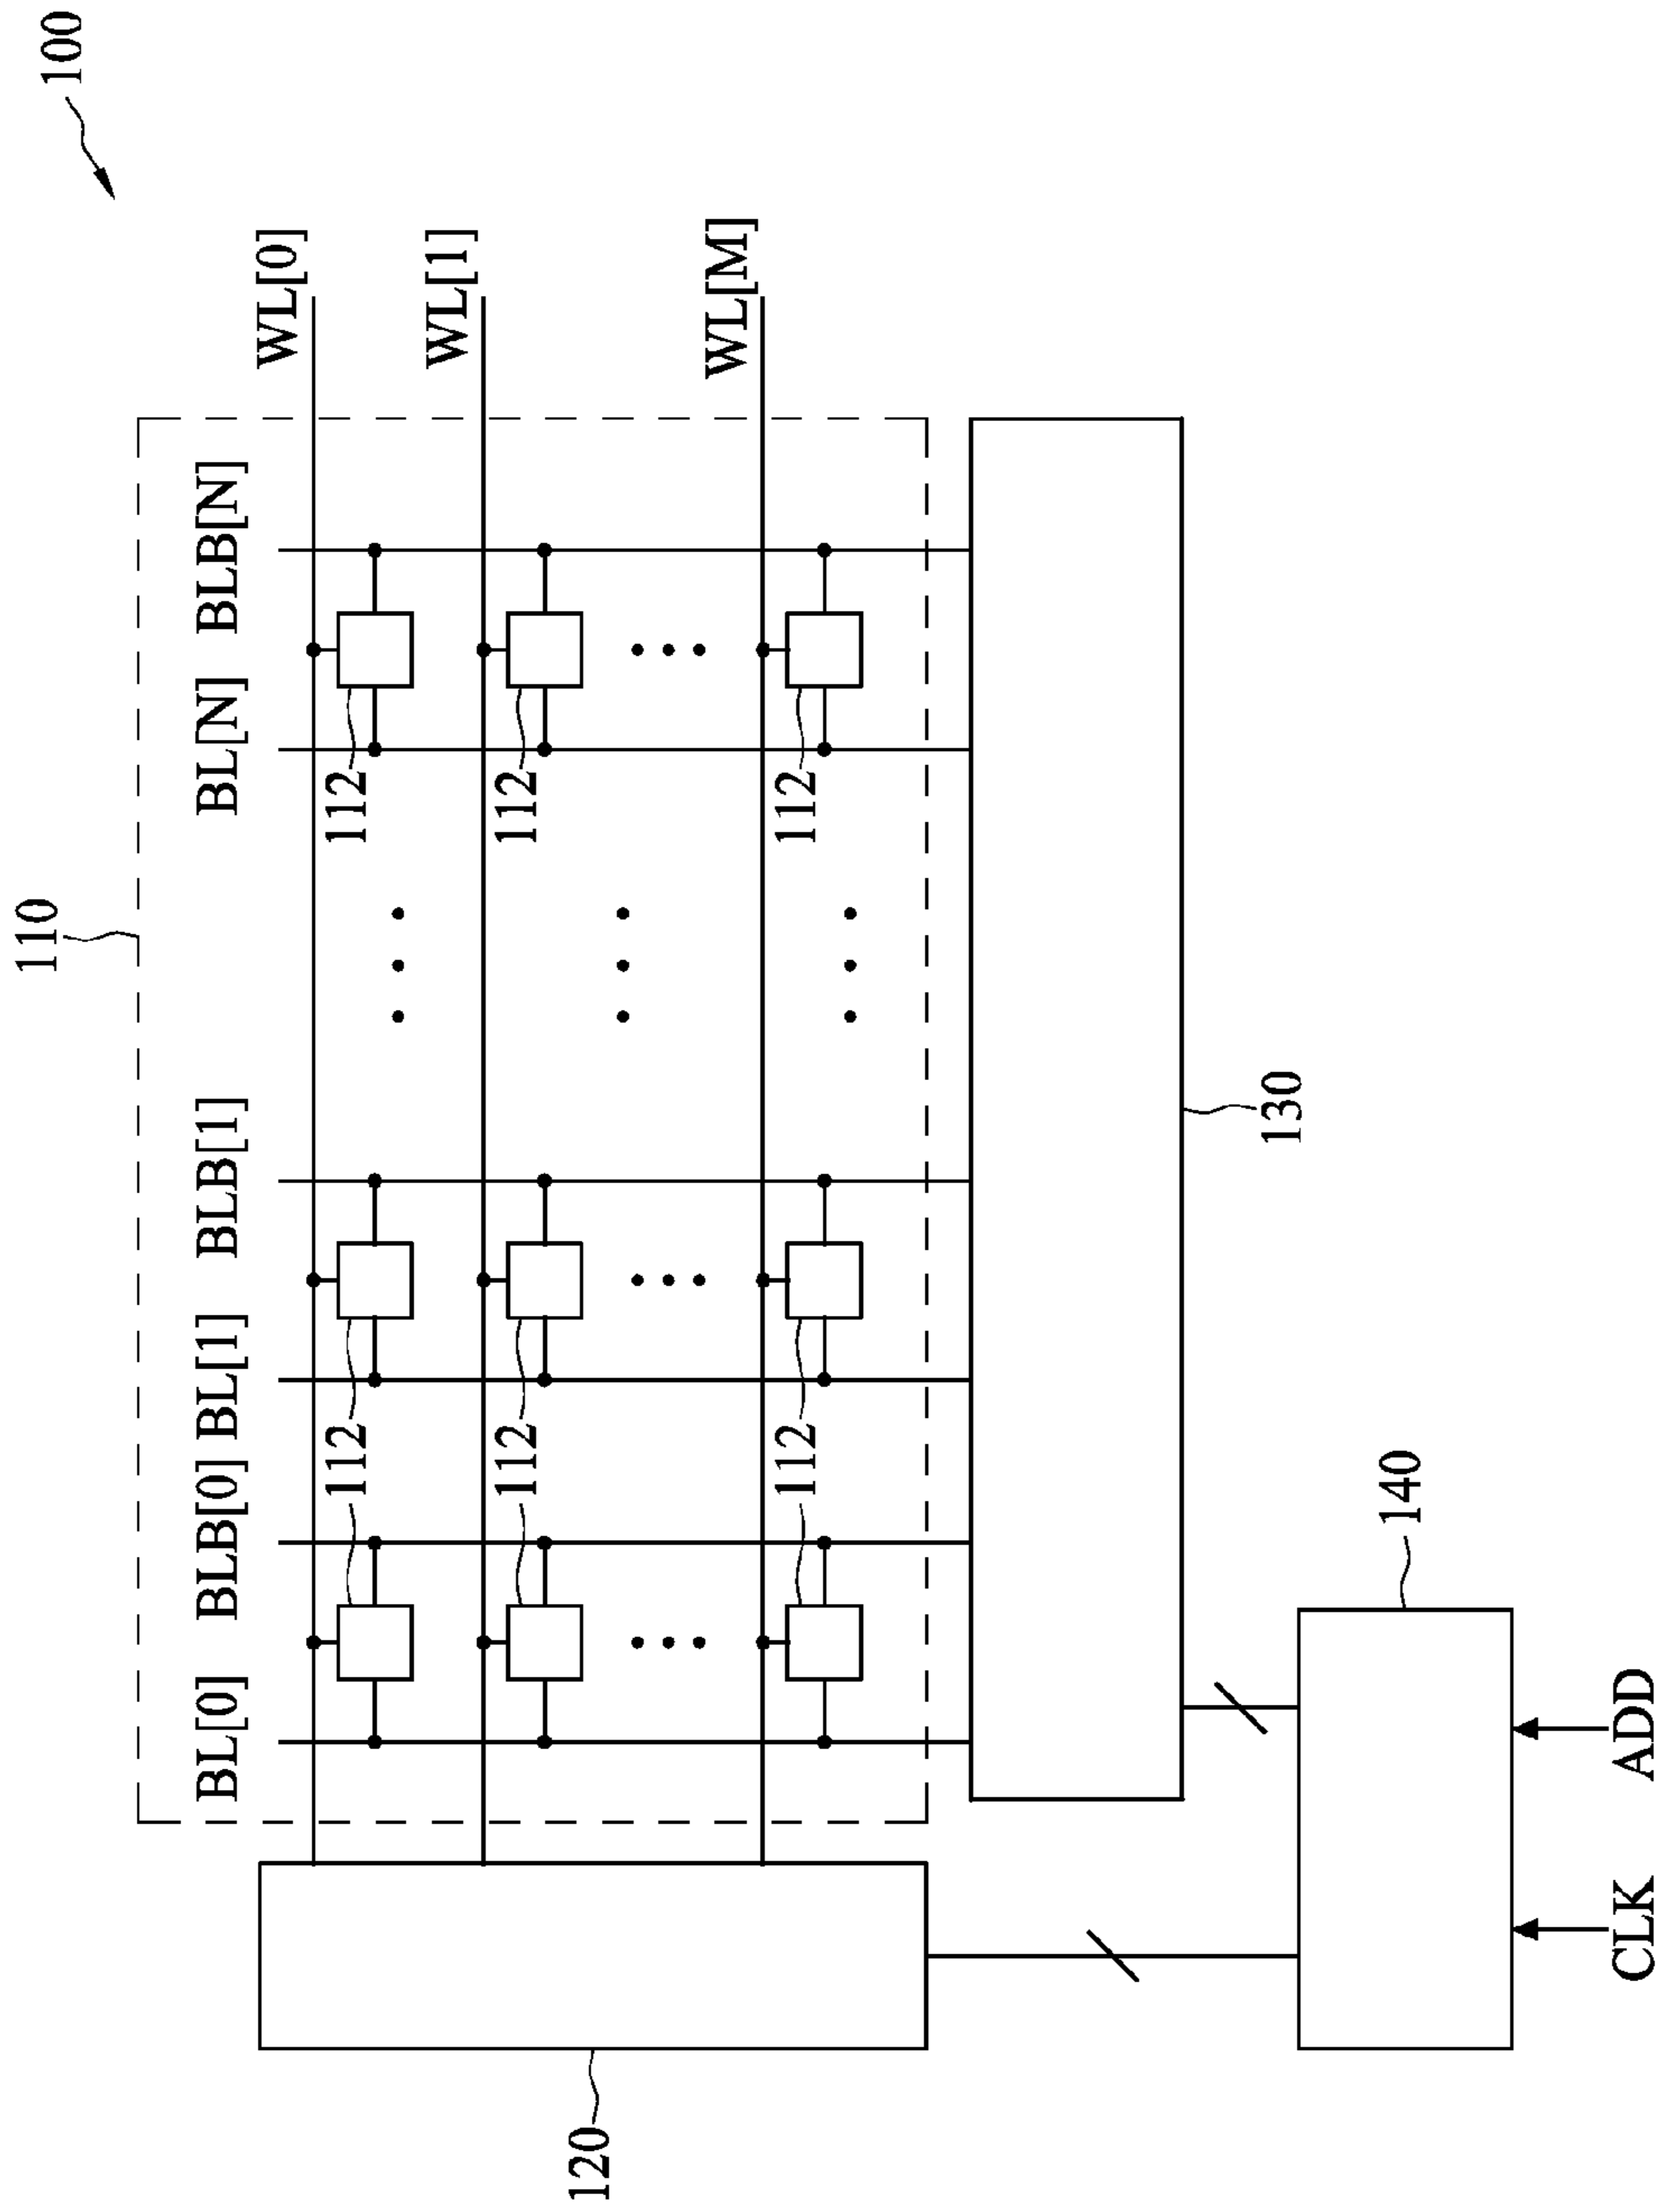 100
110
BL[0] BLB[0] BL[1] BLB[1] BL[N] BLB[N]
WL[0]
112 112 112
WL[1]
112 112 112
WL[M]
112 112 112
120
130
140
CLK ADD